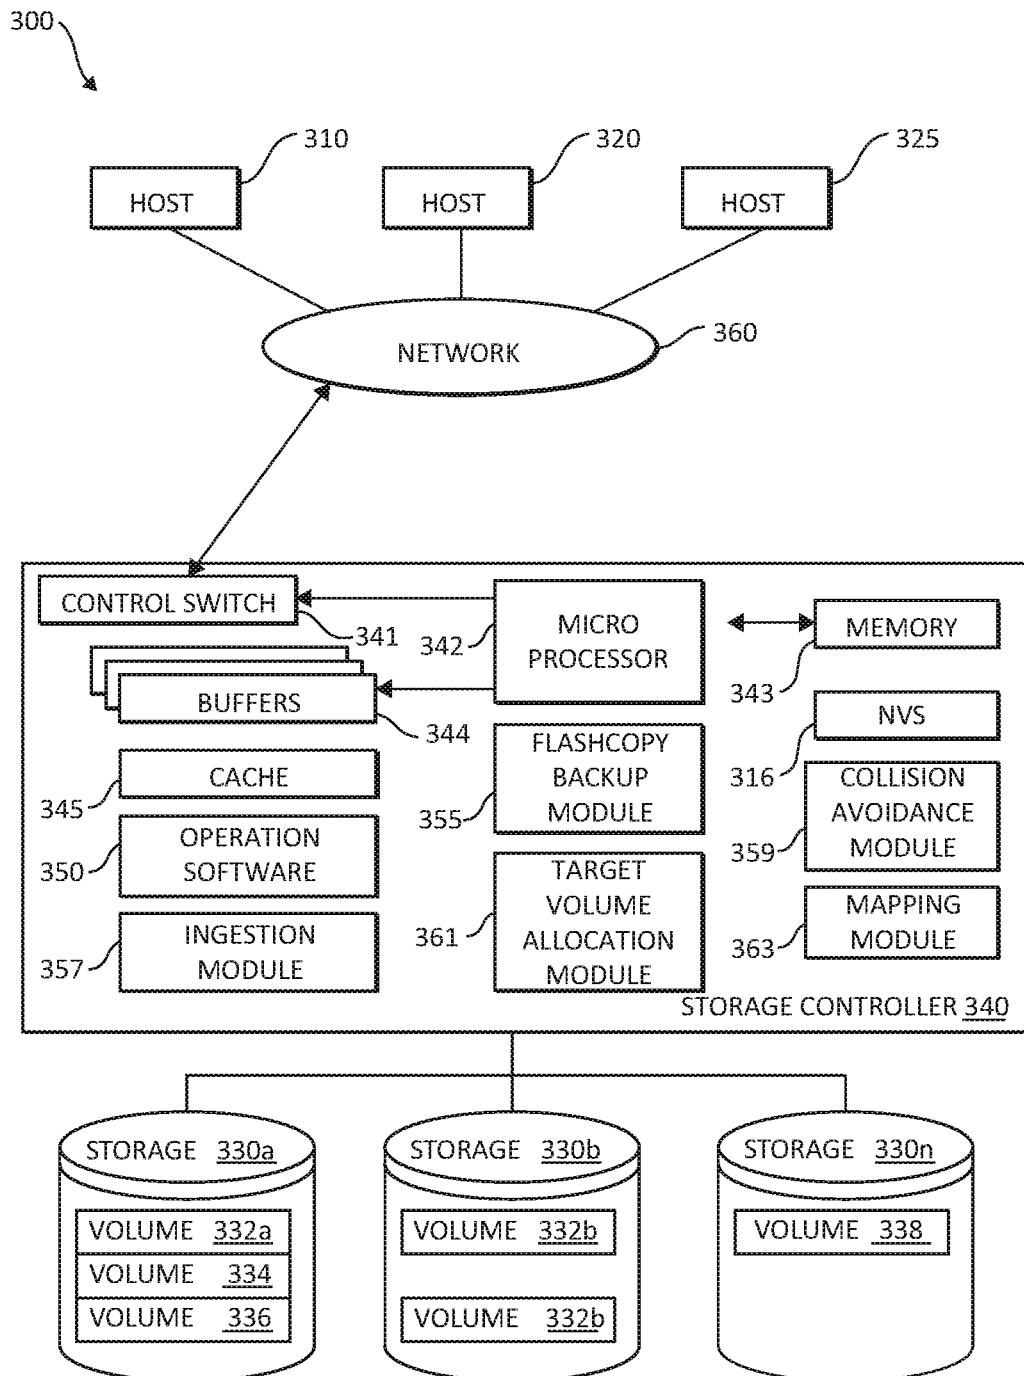 300
310
320
325
HOST
HOST
HOST
360
NETWORK
CONTROL SWITCH
341
342
MICRO
PROCESSOR
MEMORY
343
BUFFERS
344
NVS
316
FLASHCOPY
BACKUP
MODULE
355
CACHE
345
COLLISION
AVOIDANCE
MODULE
359
OPERATION
SOFTWARE
350
TARGET
VOLUME
ALLOCATION
MODULE
361
MAPPING
MODULE
363
INGESTION
MODULE
357
STORAGE CONTROLLER 340
STORAGE 330a
STORAGE 330b
STORAGE 330n
VOLUME 332a
VOLUME 334
VOLUME 336
VOLUME 332b
VOLUME 332b
VOLUME 338